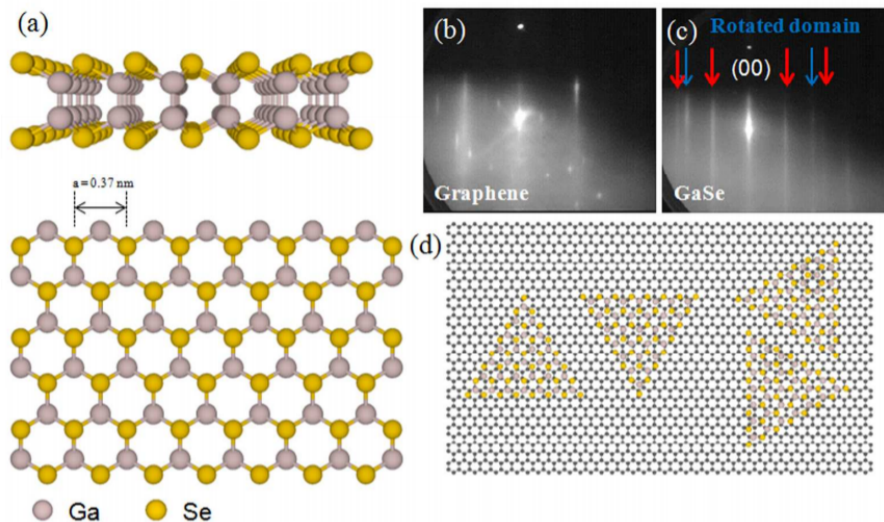 (a)
a = 0.37 nm
Ga
Se
(b)
Graphene
(c)
Rotated domain
(00)
GaSe
(d)